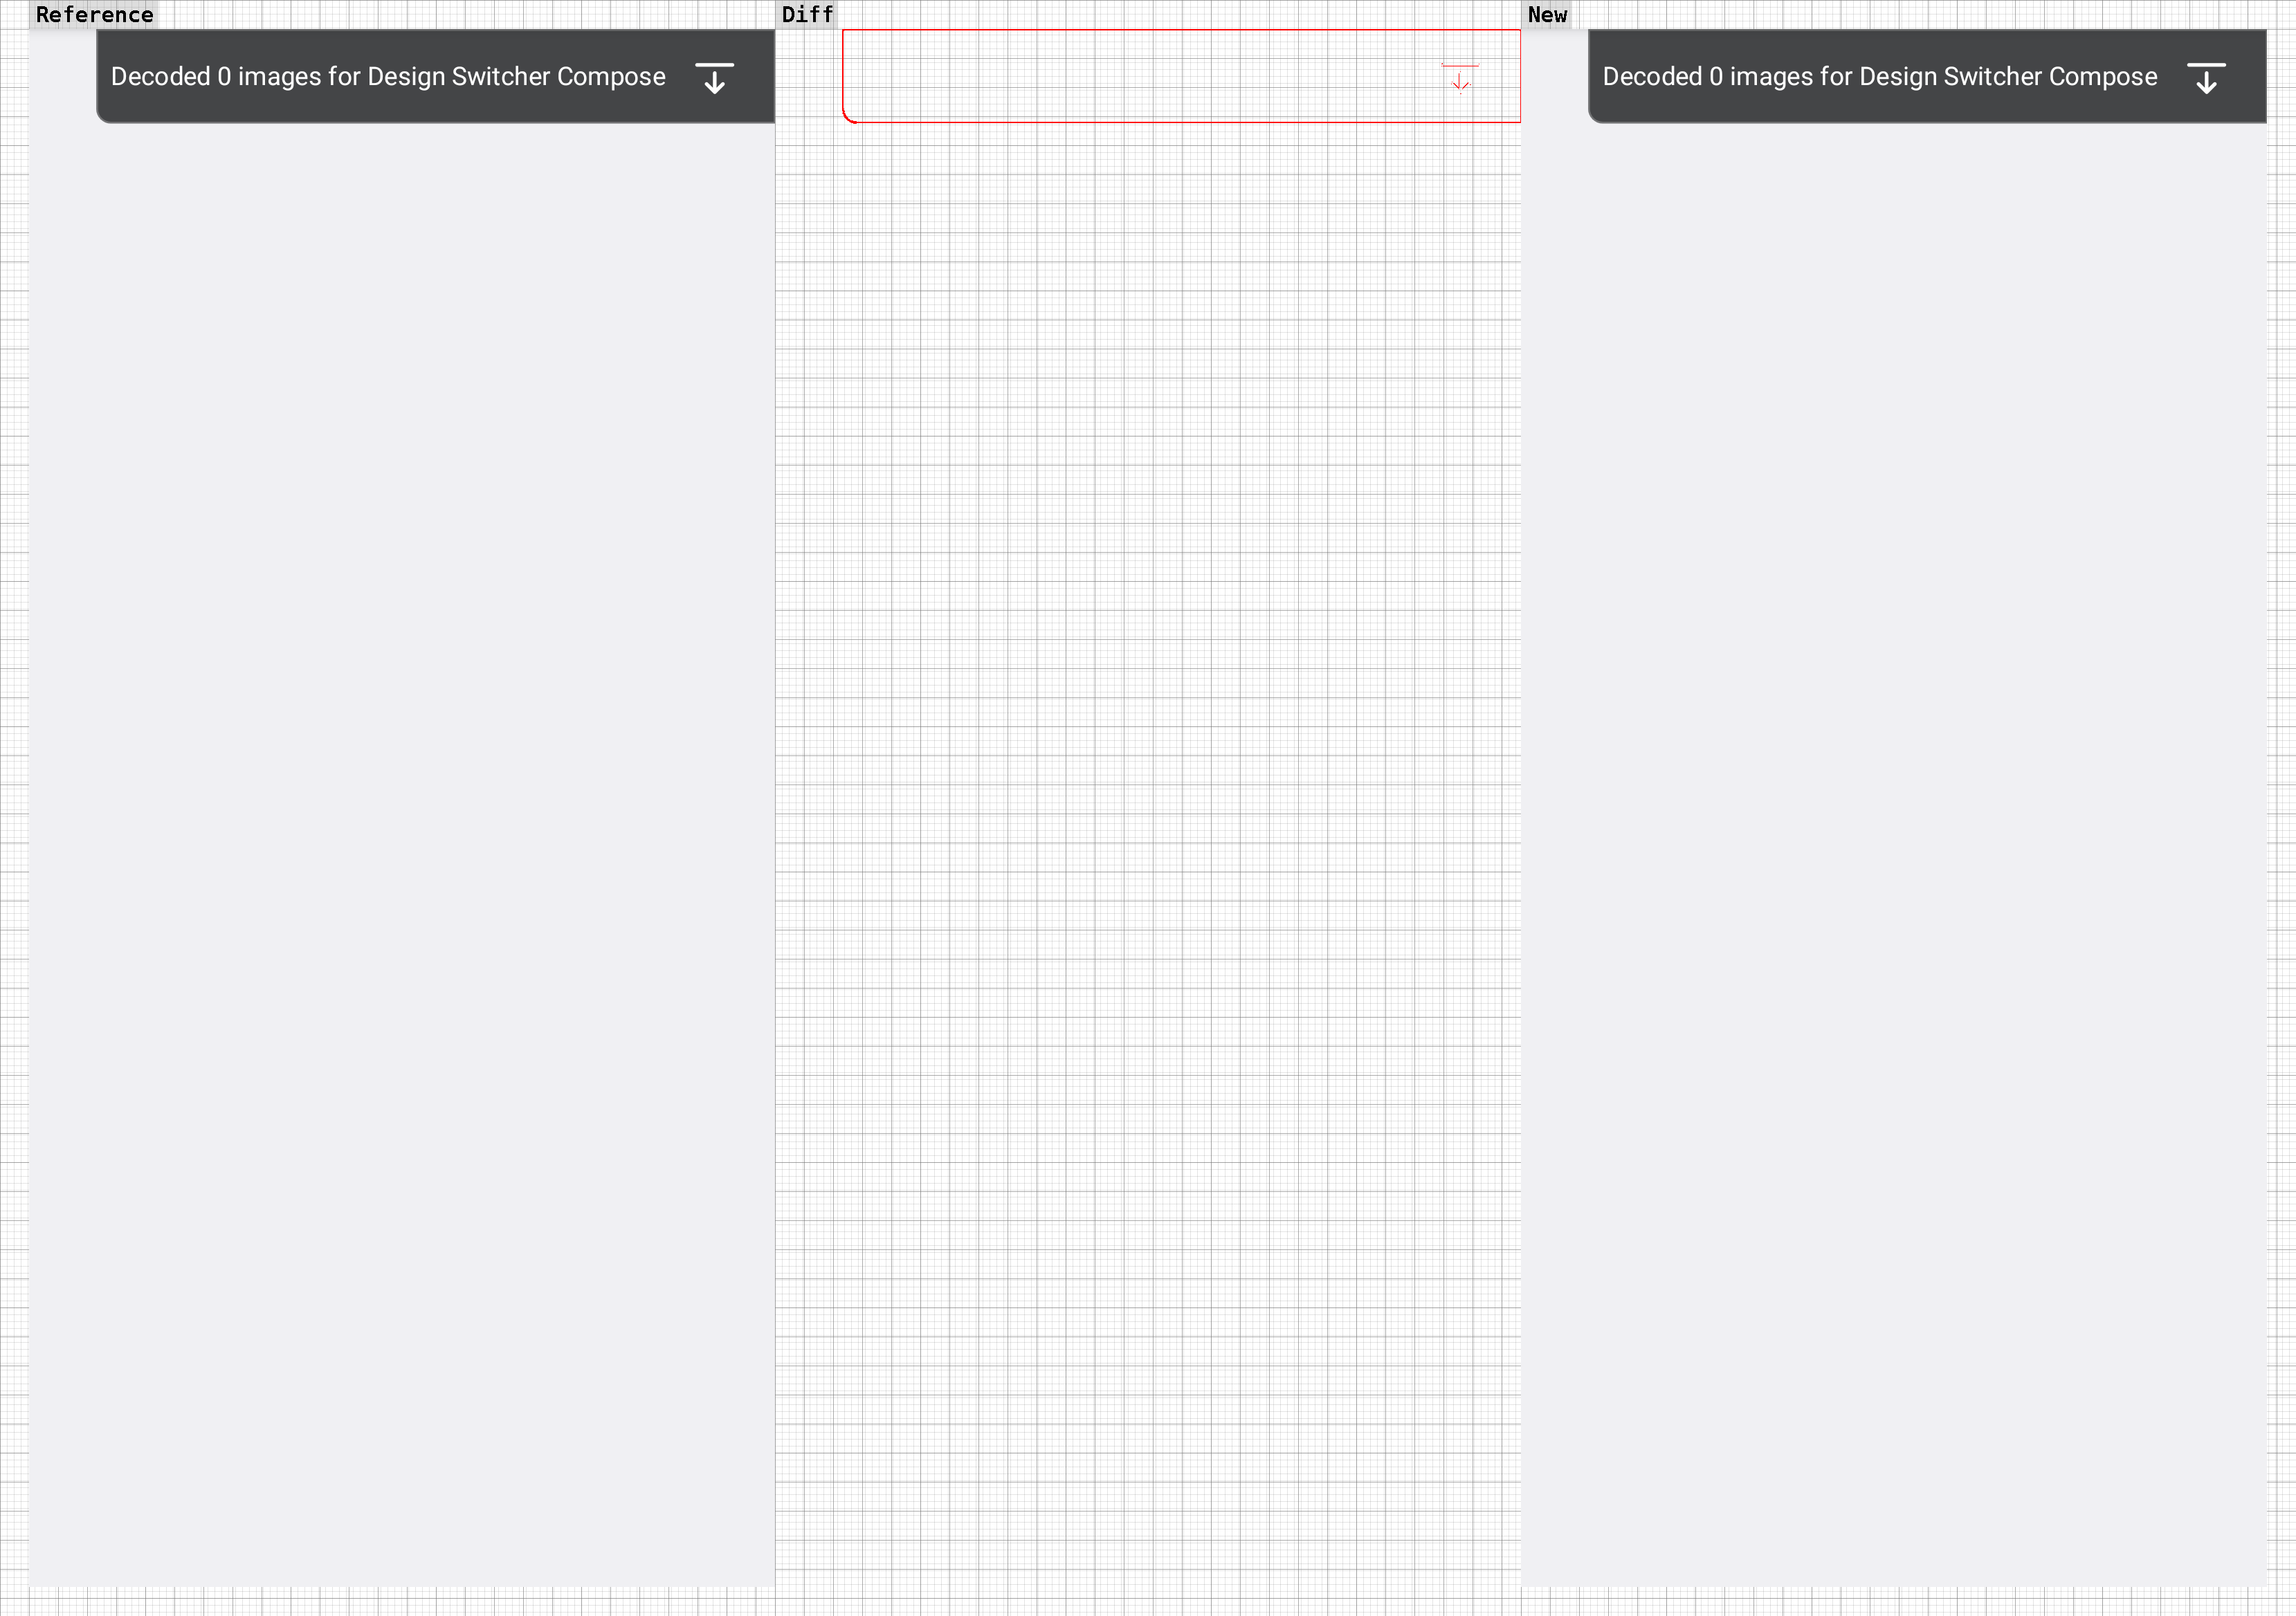 Reference
Diff
New
Decoded 0 images for Design Switcher Compose
Decoded 0 images for Design Switcher Compose